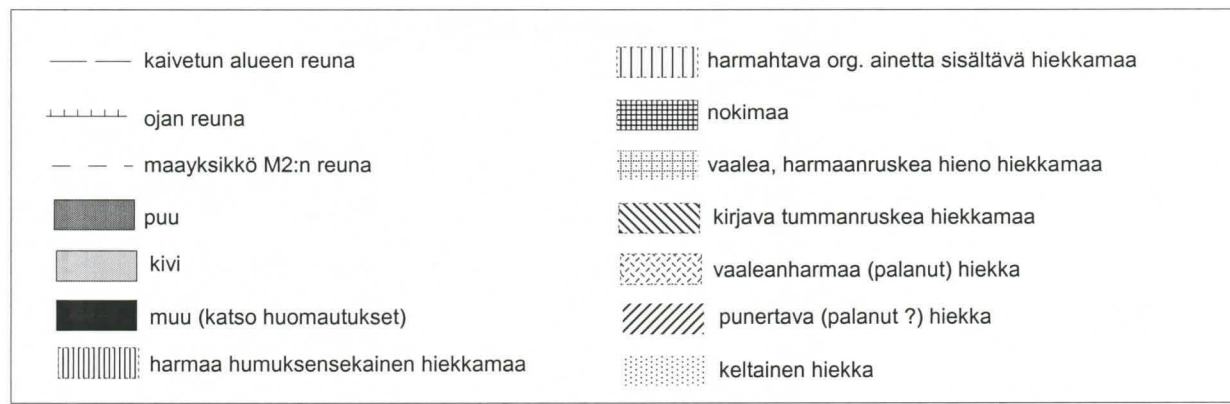 kaivetun alueen reuna
ojan reuna
maayksikkö M2:n reuna
puu
kivi
muu (katso huomautukset)
harmaa humuksensekainen hiekkamaa
harmahtava org. ainetta sisältävä hiekkamaa
nokimaa
vaalea, harmaanruskea hieno hiekkamaa
kirjava tummanruskea hiekkamaa
vaaleanharmaa (palanut) hiekka
punertava (palanut ?) hiekka
keltainen hiekka